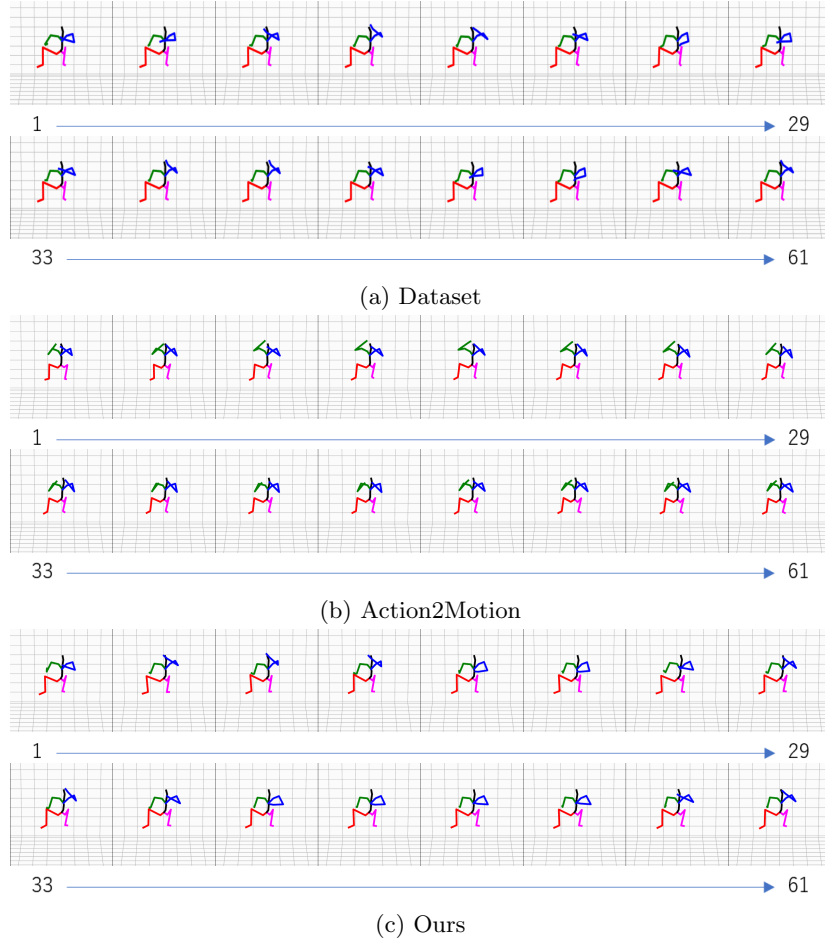 1 29
33 61
(a) Dataset
1 29
33 61
(b) Action2Motion
1 29
33 61
(c) Ours